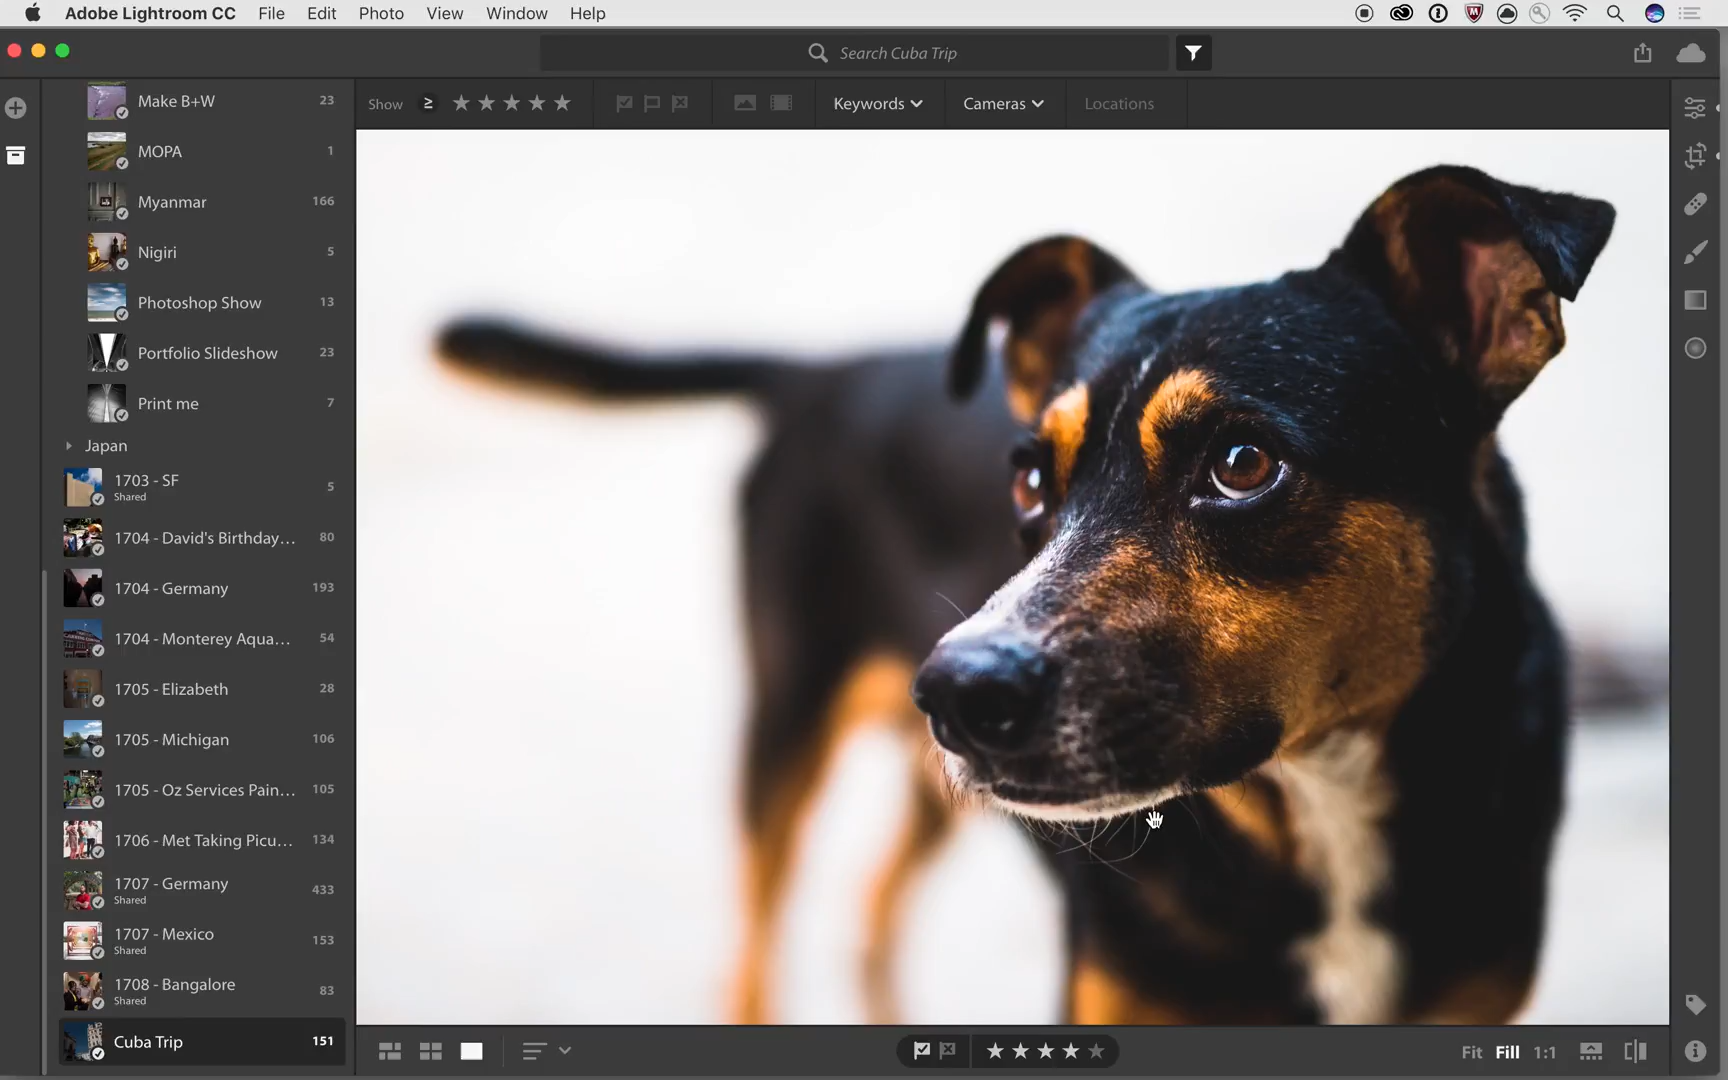 Adobe Lightroom CC File Edit Photo View Window Help
Search Cuba Trip
Show ≥ Keywords Cameras Locations
Make B+W 23
MOPA 1
Myanmar 166
Nigiri 5
Photoshop Show 13
Portfolio Slideshow 23
Print me 7
Japan
1703 - SF 5
Shared
1704 - David's Birthday... 80
1704 - Germany 193
1704 - Monterey Aqua... 54
1705 - Elizabeth 28
1705 - Michigan 106
1705 - Oz Services Pain... 105
1706 - Met Taking Picu... 134
1707 - Germany 433
Shared
1707 - Mexico 153
Shared
1708 - Bangalore 83
Shared
Cuba Trip 151
Fit Fill 1:1